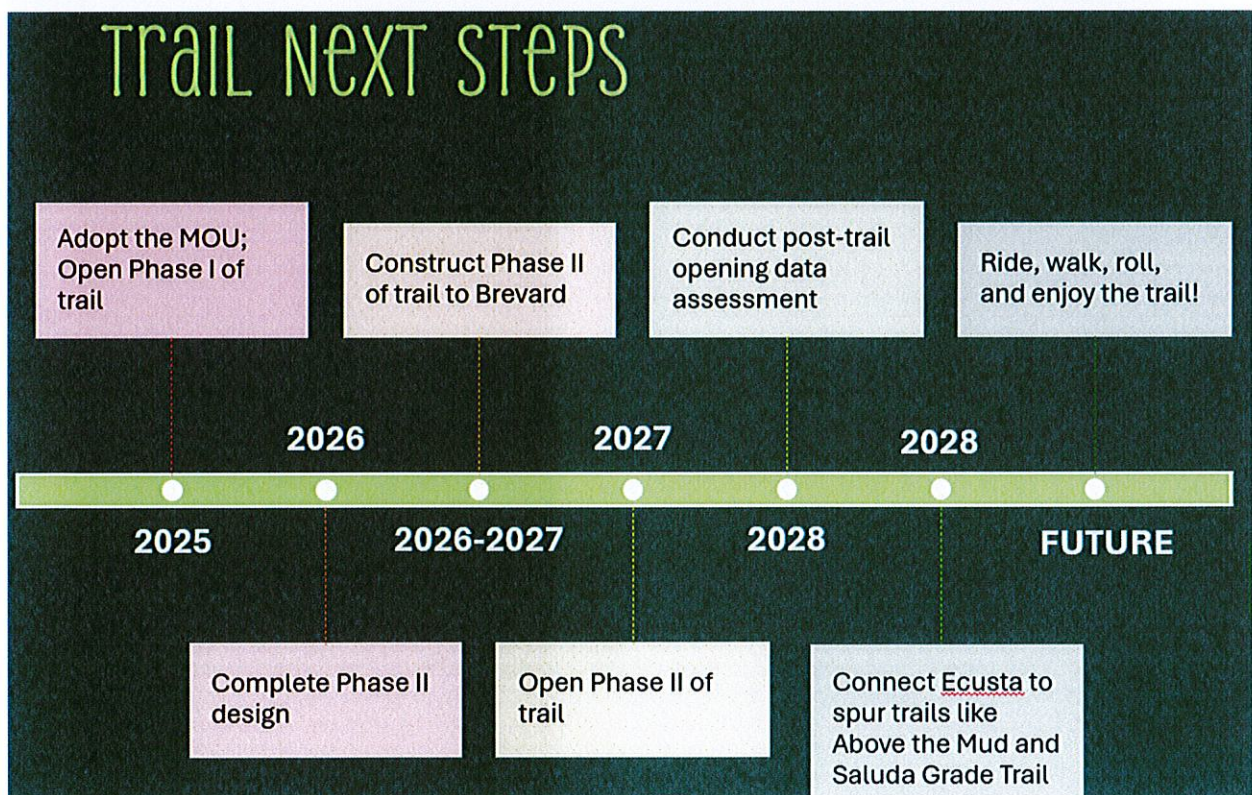 Trail Next Steps
Adopt the MOU;
Open Phase I of
trail
Construct Phase II
of trail to Brevard
Conduct post-trail
opening data
assessment
Ride, walk, roll,
and enjoy the trail!
2026
2027
2028
2025
2026-2027
2028
FUTURE
Complete Phase II
design
Open Phase II of
trail
Connect Ecusta to
spur trails like
Above the Mud and
Saluda Grade Trail